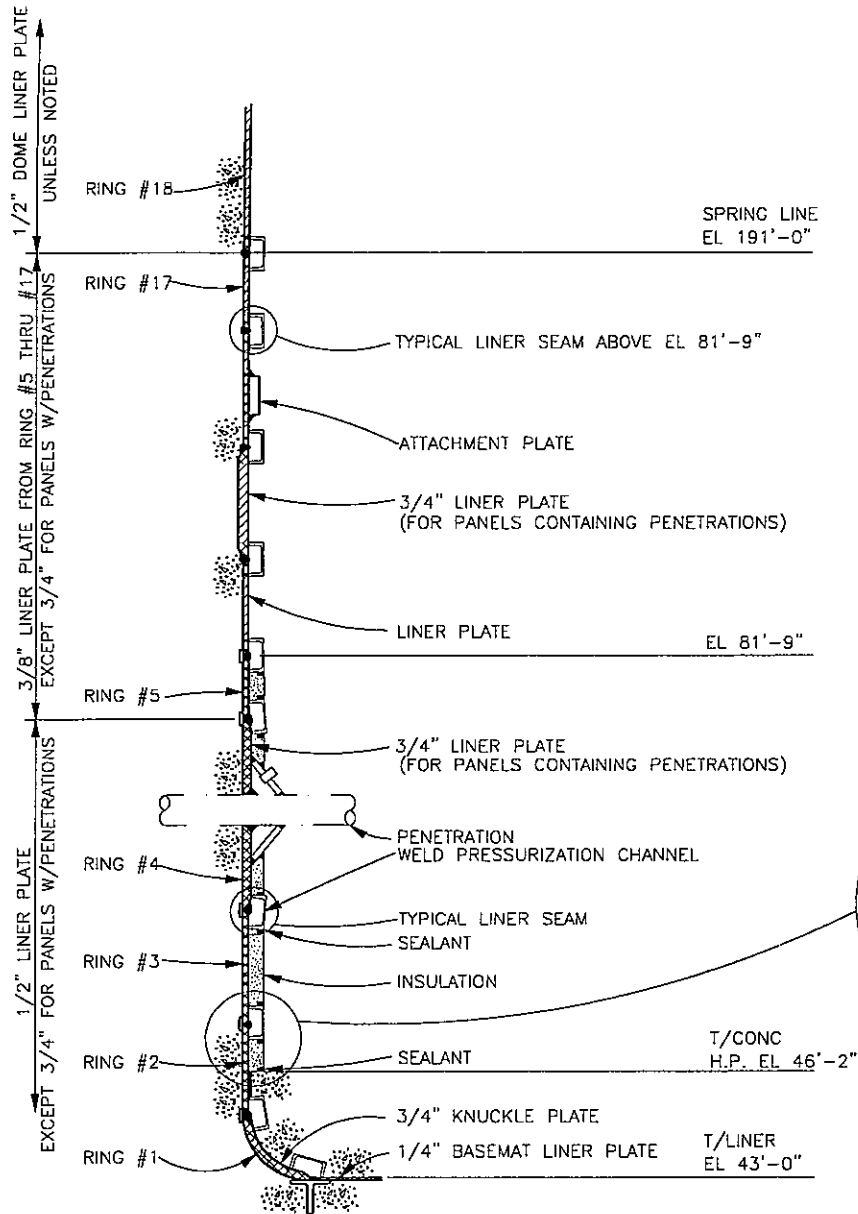 1/2" DOME LINER PLATE
UNLESS NOTED
RING #18
SPRING LINE
EL 191'-0"
RING #17
TYPICAL LINER SEAM ABOVE EL 81'-9"
3/8" LINER PLATE FROM RING #5 THRU #17
EXCEPT 3/4" FOR PANELS W/PENETRATIONS
ATTACHMENT PLATE
3/4" LINER PLATE
(FOR PANELS CONTAINING PENETRATIONS)
LINER PLATE
EL 81'-9"
RING #5
3/4" LINER PLATE
(FOR PANELS CONTAINING PENETRATIONS)
PENETRATION
WELD PRESSURIZATION CHANNEL
RING #4
TYPICAL LINER SEAM
SEALANT
RING #3
INSULATION
1/2" LINER PLATE
EXCEPT 3/4" FOR PANELS W/PENETRATIONS
T/CONC
H.P. EL 46'-2"
RING #2
SEALANT
3/4" KNUCKLE PLATE
1/4" BASEMAT LINER PLATE
T/LINER
EL 43'-0"
RING #1